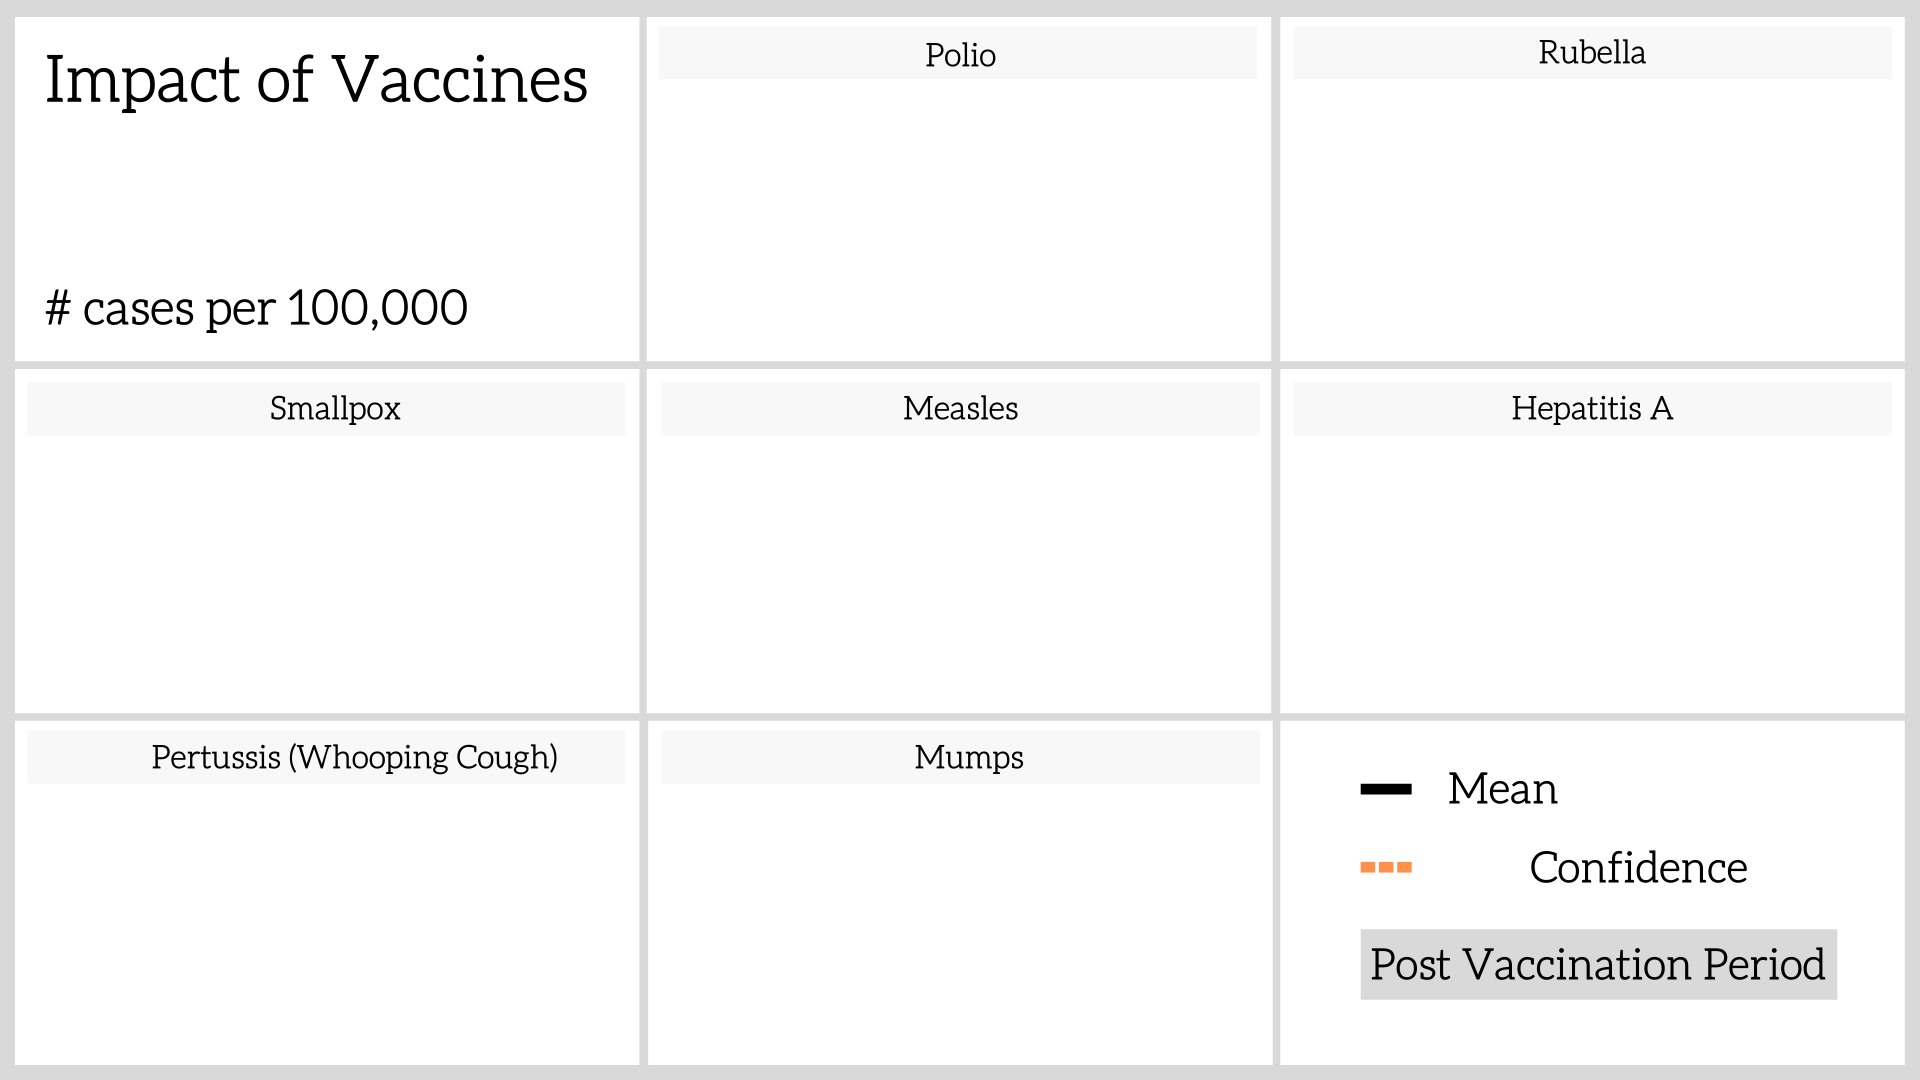 Impact of Vaccines
# cases per 100,000
Polio
Rubella
Smallpox
Measles
Hepatitis A
Pertussis (Whooping Cough)
Mumps
Mean
Confidence
Post Vaccination Period